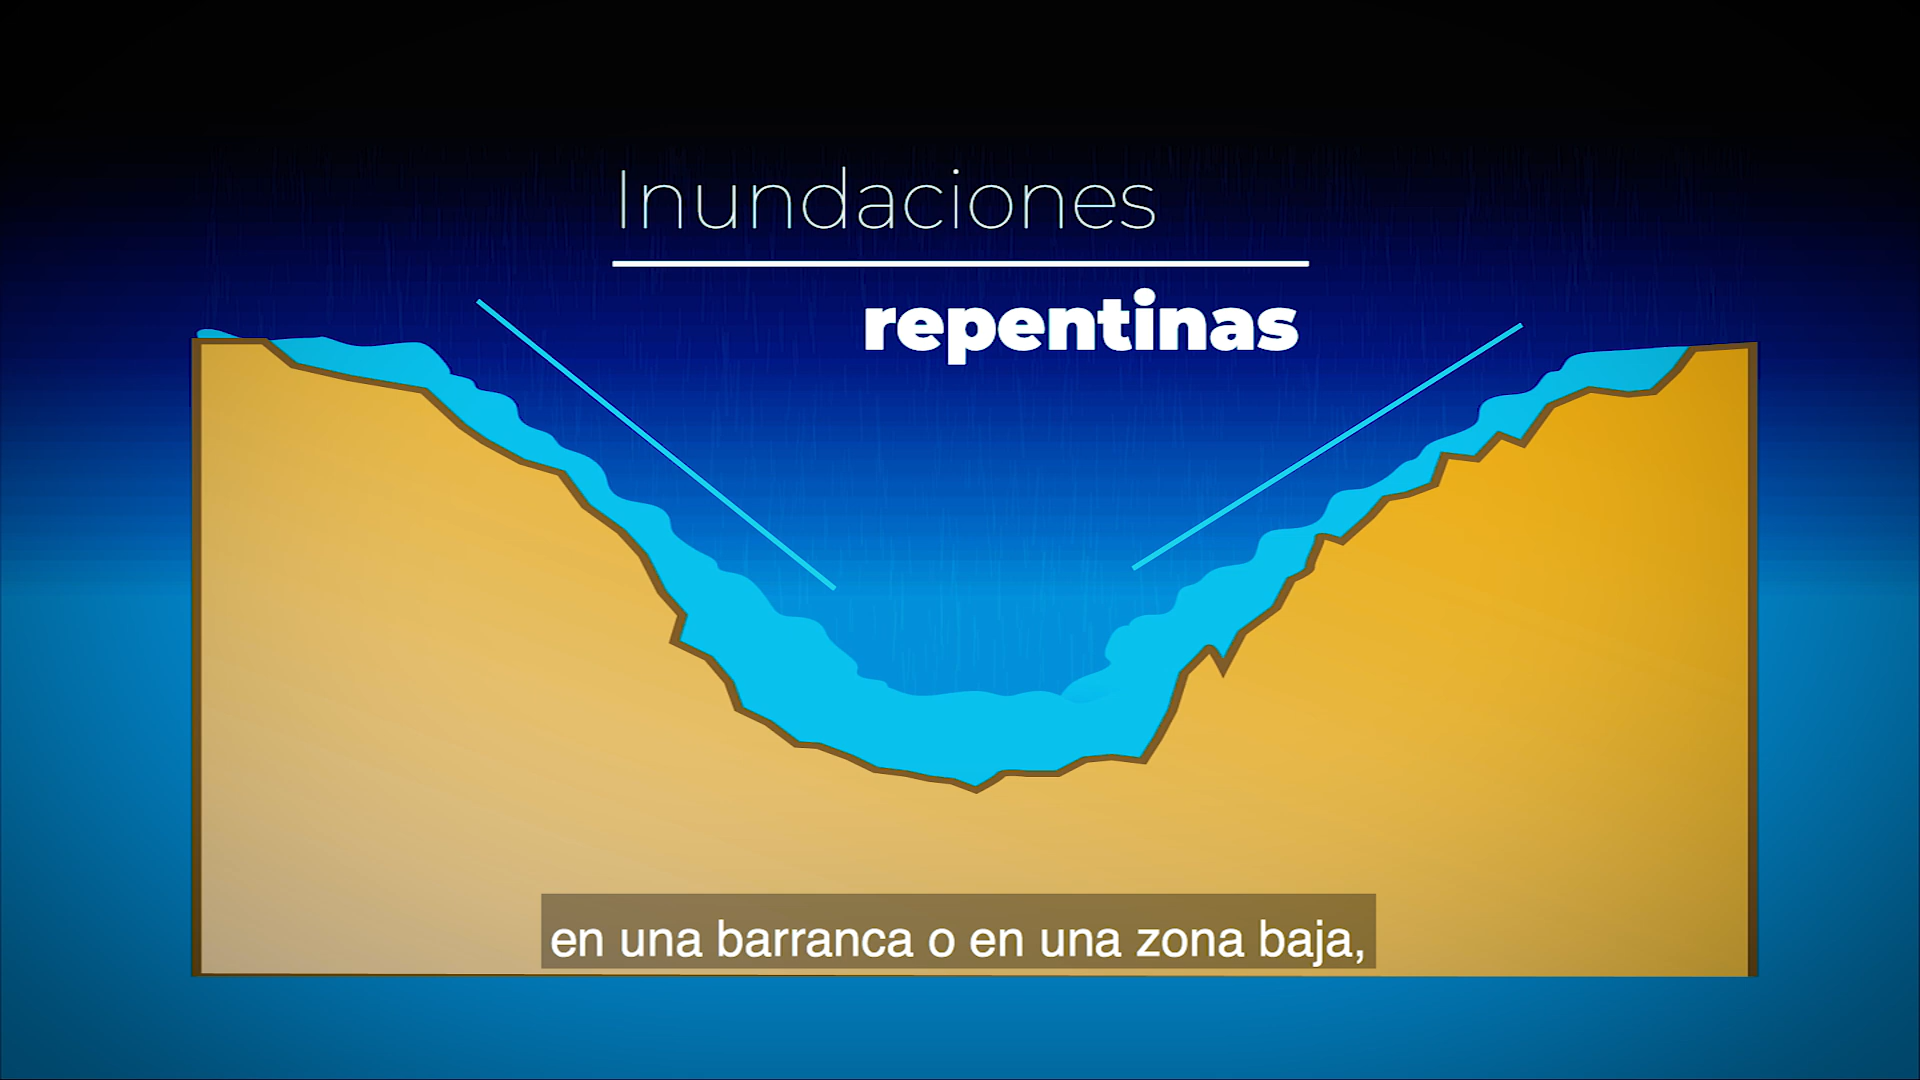 Inundaciones
repentinas
en una barranca o en una zona baja,